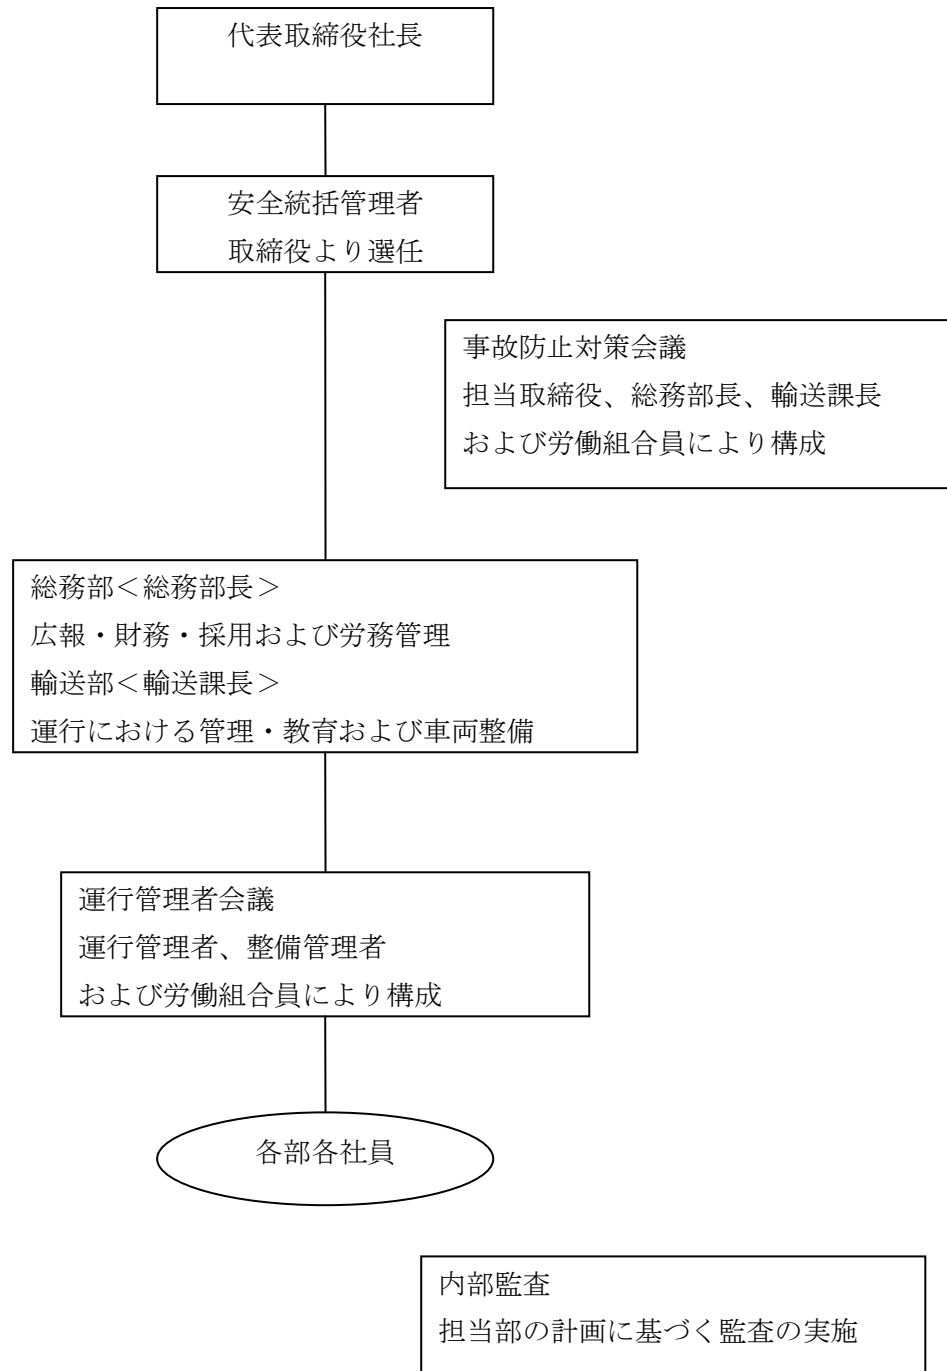 代表取締役社長
安全統括管理者
取締役より選任
事故防止対策会議
担当取締役、総務部長、輸送課長
および労働組合員により構成
総務部＜総務部長＞
広報・財務・採用および労務管理
輸送部＜輸送課長＞
運行における管理・教育および車両整備
運行管理者会議
運行管理者、整備管理者
および労働組合員により構成
各部各社員
内部監査
担当部の計画に基づく監査の実施